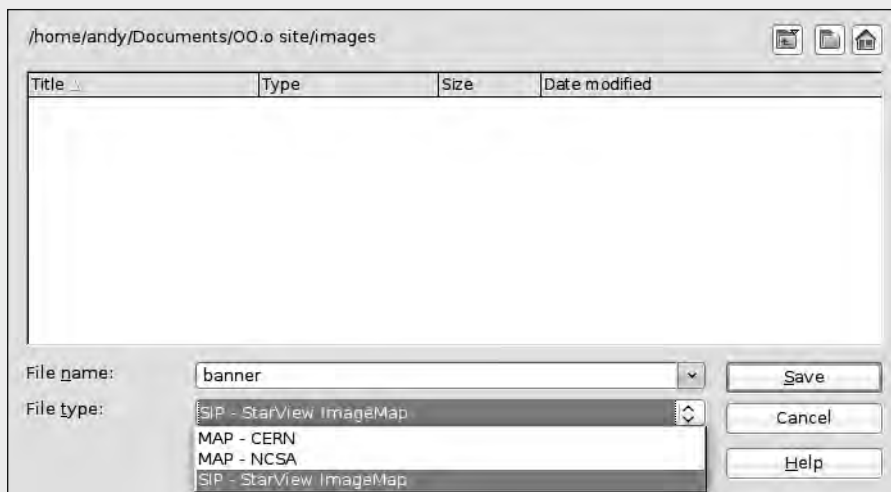 /home/andy/Documents/OO.o site/images
Title Type Size Date modified
File name: banner Save
File type: SIP - StarView ImageMap Cancel
MAP - CERN
MAP - NCSA
SIP - StarView ImageMap
Help